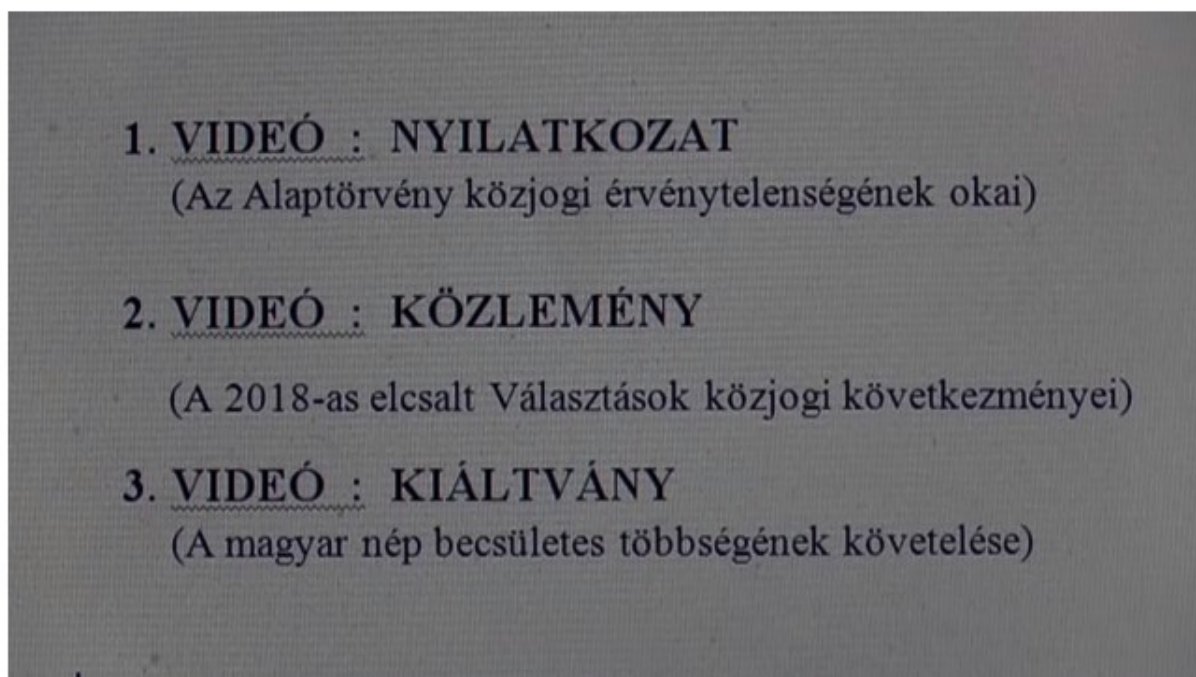 1. VIDEÓ : NYILATKOZAT
(Az Alaptörvény közjogi érvénytelenségének okai)
2. VIDEÓ : KÖZLEMÉNY
(A 2018-as elcsalt Választások közjogi következményei)
3. VIDEÓ : KIÁLTVÁNY
(A magyar nép becsületes többségének követelése)